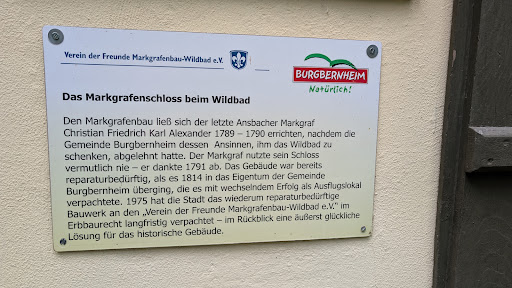 Verein der Freunde Markgrafenbau-Wildbad e.V.
BURGBERNHEIM
Natürlich!
Das Markgrafenschloss beim Wildbad
Den Markgrafenbau ließ sich der letzte Ansbacher Markgraf
Christian Friedrich Karl Alexander 1789 – 1790 errichten, nachdem die
Gemeinde Burgbernheim dessen Ansinnen, ihm das Wildbad zu
schenken, abgelehnt hatte. Der Markgraf nutzte sein Schloss
vermutlich nie – er dankte 1791 ab. Das Gebäude war bereits
reparaturbedürftig, als es 1814 in das Eigentum der Gemeinde
Burgbernheim überging, die es mit wechselndem Erfolg als Ausflugslokal
verpachtete. 1975 hat die Stadt das wiederum reparaturbedürftige
Bauwerk an den „Verein der Freunde Markgrafenbau-Wildbad e.V." im
Erbbaurecht langfristig verpachtet – im Rückblick eine äußerst glückliche
Lösung für das historische Gebäude.